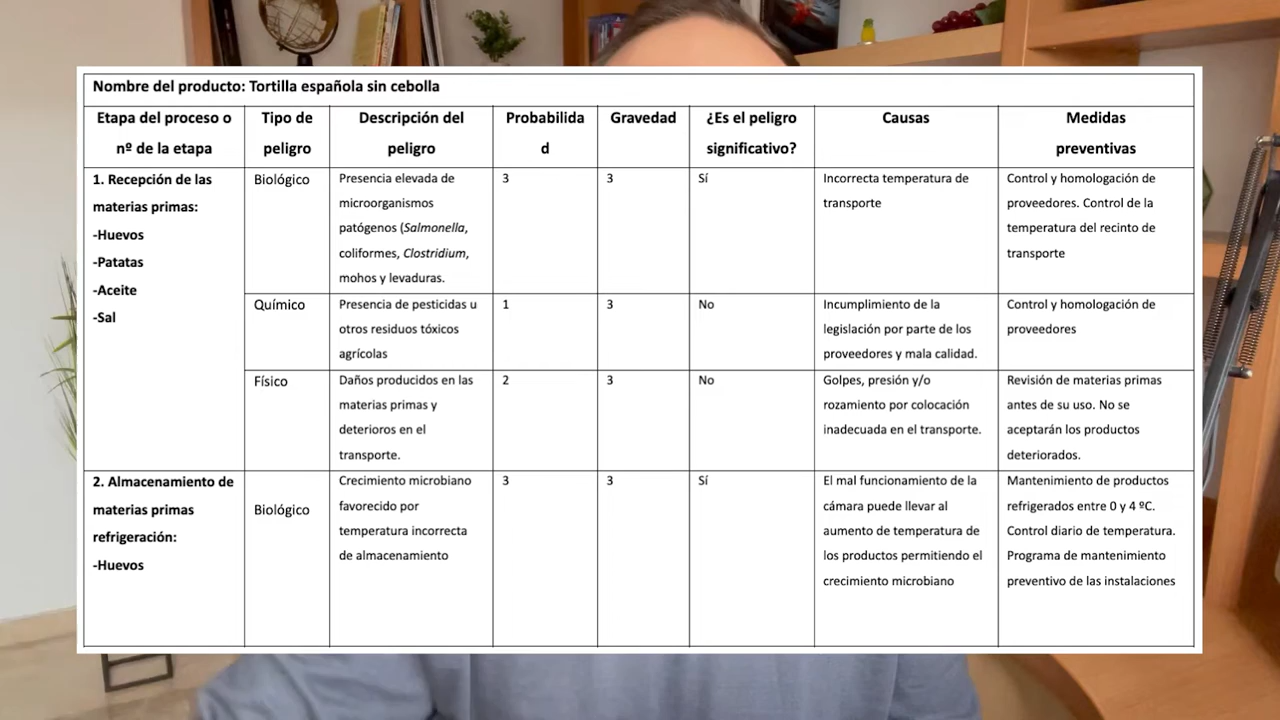 Nombre del producto: Tortilla española sin cebolla
Etapa del proceso o
nº de la etapa
Tipo de
peligro
Descripción del
peligro
Probabilida
d
Gravedad
¿Es el peligro
significativo?
Causas
Medidas
preventivas
1. Recepción de las
materias primas:
-Huevos
-Patatas
-Aceite
-Sal
Biológico
Presencia elevada de
microorganismos
patógenos (Salmonella,
coliformes, Clostridium,
mohos y levaduras.
3
3
Sí
Incorrecta temperatura de
transporte
Control y homologación de
proveedores. Control de la
temperatura del recinto de
transporte
Químico
Presencia de pesticidas u
otros residuos tóxicos
agrícolas
1
3
No
Incumplimiento de la
legislación por parte de los
proveedores y mala calidad.
Control y homologación de
proveedores
Físico
Daños producidos en las
materias primas y
deterioros en el
transporte.
2
3
No
Golpes, presión y/o
rozamiento por colocación
inadecuada en el transporte.
Revisión de materias primas
antes de su uso. No se
aceptarán los productos
deteriorados.
2. Almacenamiento de
materias primas
refrigeración:
-Huevos
Biológico
Crecimiento microbiano
favorecido por
temperatura incorrecta
de almacenamiento
3
3
Sí
El mal funcionamiento de la
cámara puede llevar al
aumento de temperatura de
los productos permitiendo el
crecimiento microbiano
Mantenimiento de productos
refrigerados entre 0 y 4 ºC.
Control diario de temperatura.
Programa de mantenimiento
preventivo de las instalaciones